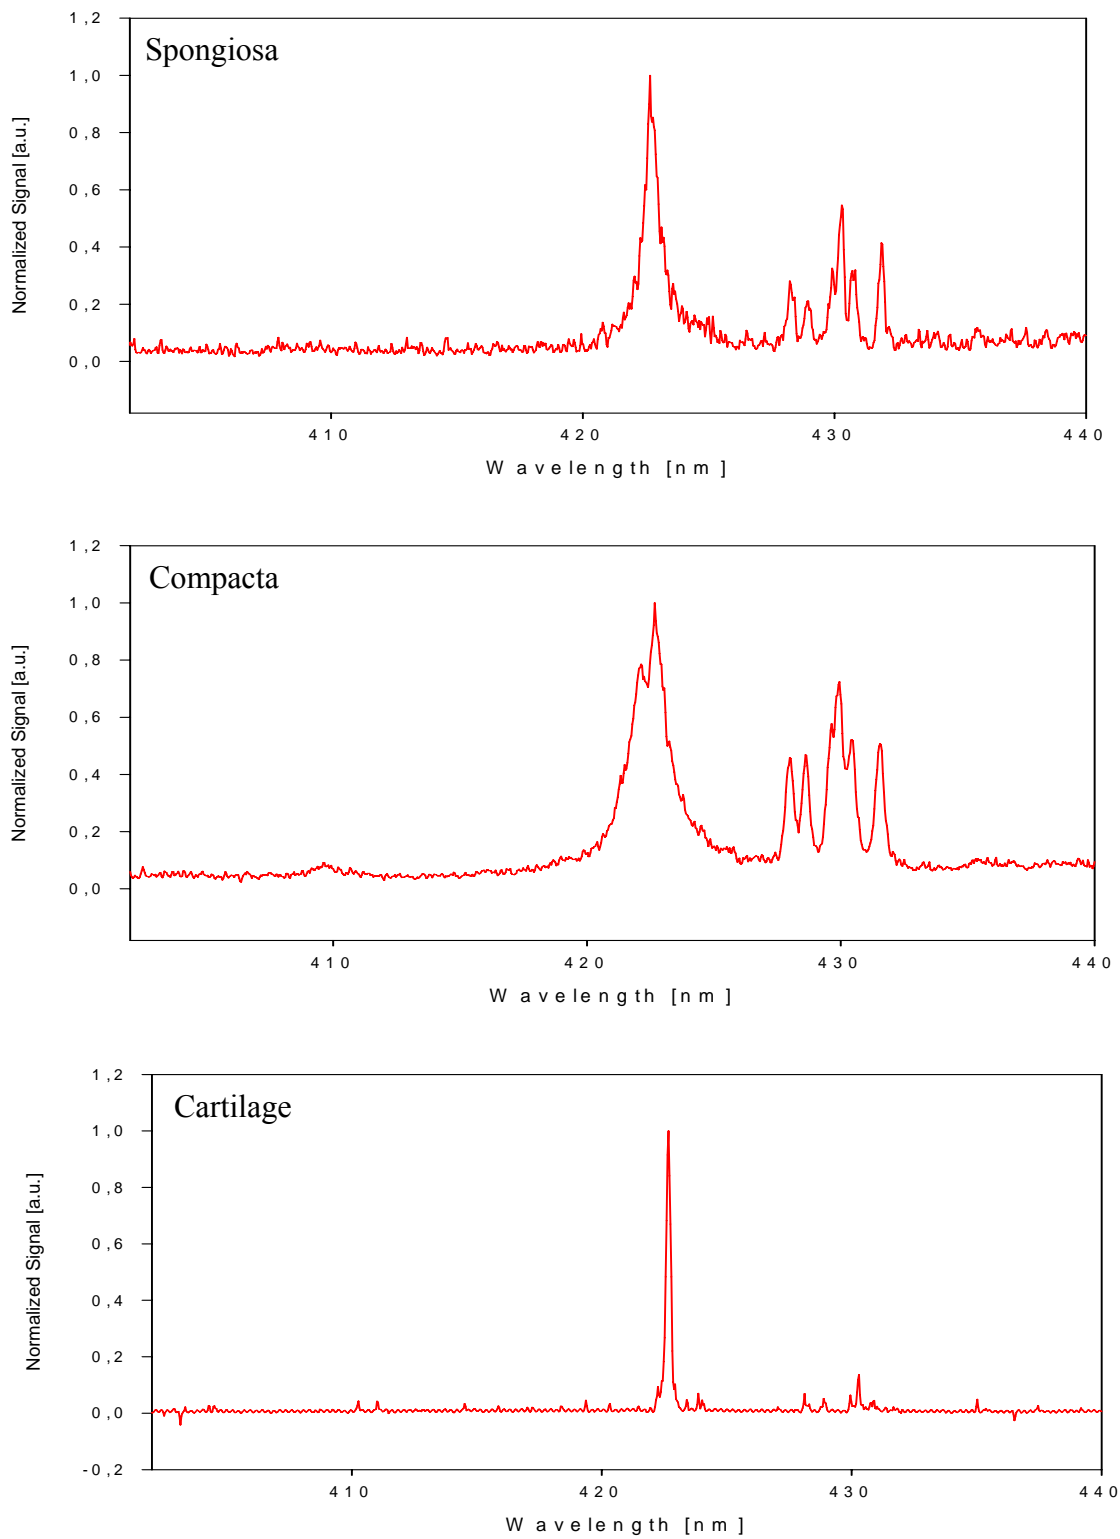 1,2
Spongiosa
1,0
0,8
0,6
0,4
0,2
0,0
Normalized Signal [a.u.]
410 420 430 440
Wavelength [nm]
1,2
Compacta
1,0
0,8
0,6
0,4
0,2
0,0
Normalized Signal [a.u.]
410 420 430 440
Wavelength [nm]
1,2
Cartilage
1,0
0,8
0,6
0,4
0,2
0,0
-0,2
Normalized Signal [a.u.]
410 420 430 440
Wavelength [nm]